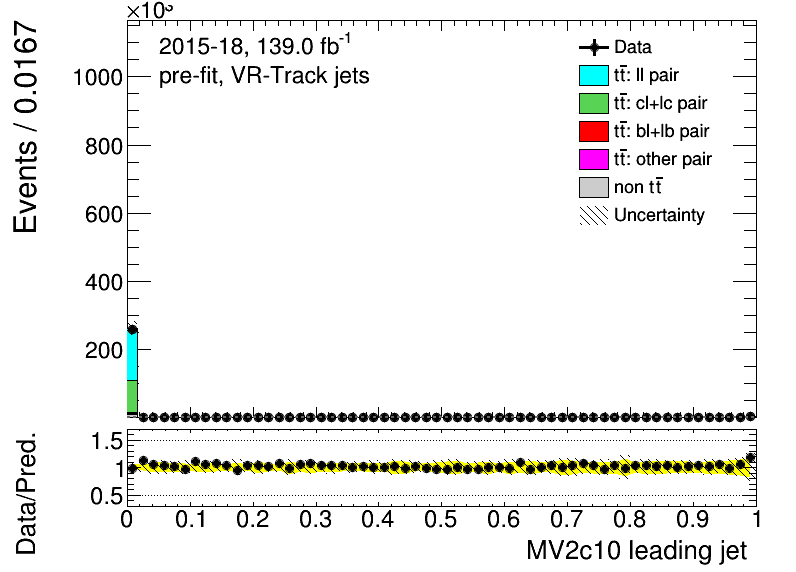 ×10³
Events / 0.0167
2015-18, 139.0 fb⁻¹
pre-fit, VR-Track jets
Data
tt̄: ll pair
tt̄: cl+lc pair
tt̄: bl+lb pair
tt̄: other pair
non tt̄
Uncertainty
1000
800
600
400
200
Data/Pred.
1.5
1
0.5
0 0.1 0.2 0.3 0.4 0.5 0.6 0.7 0.8 0.9 1
MV2c10 leading jet